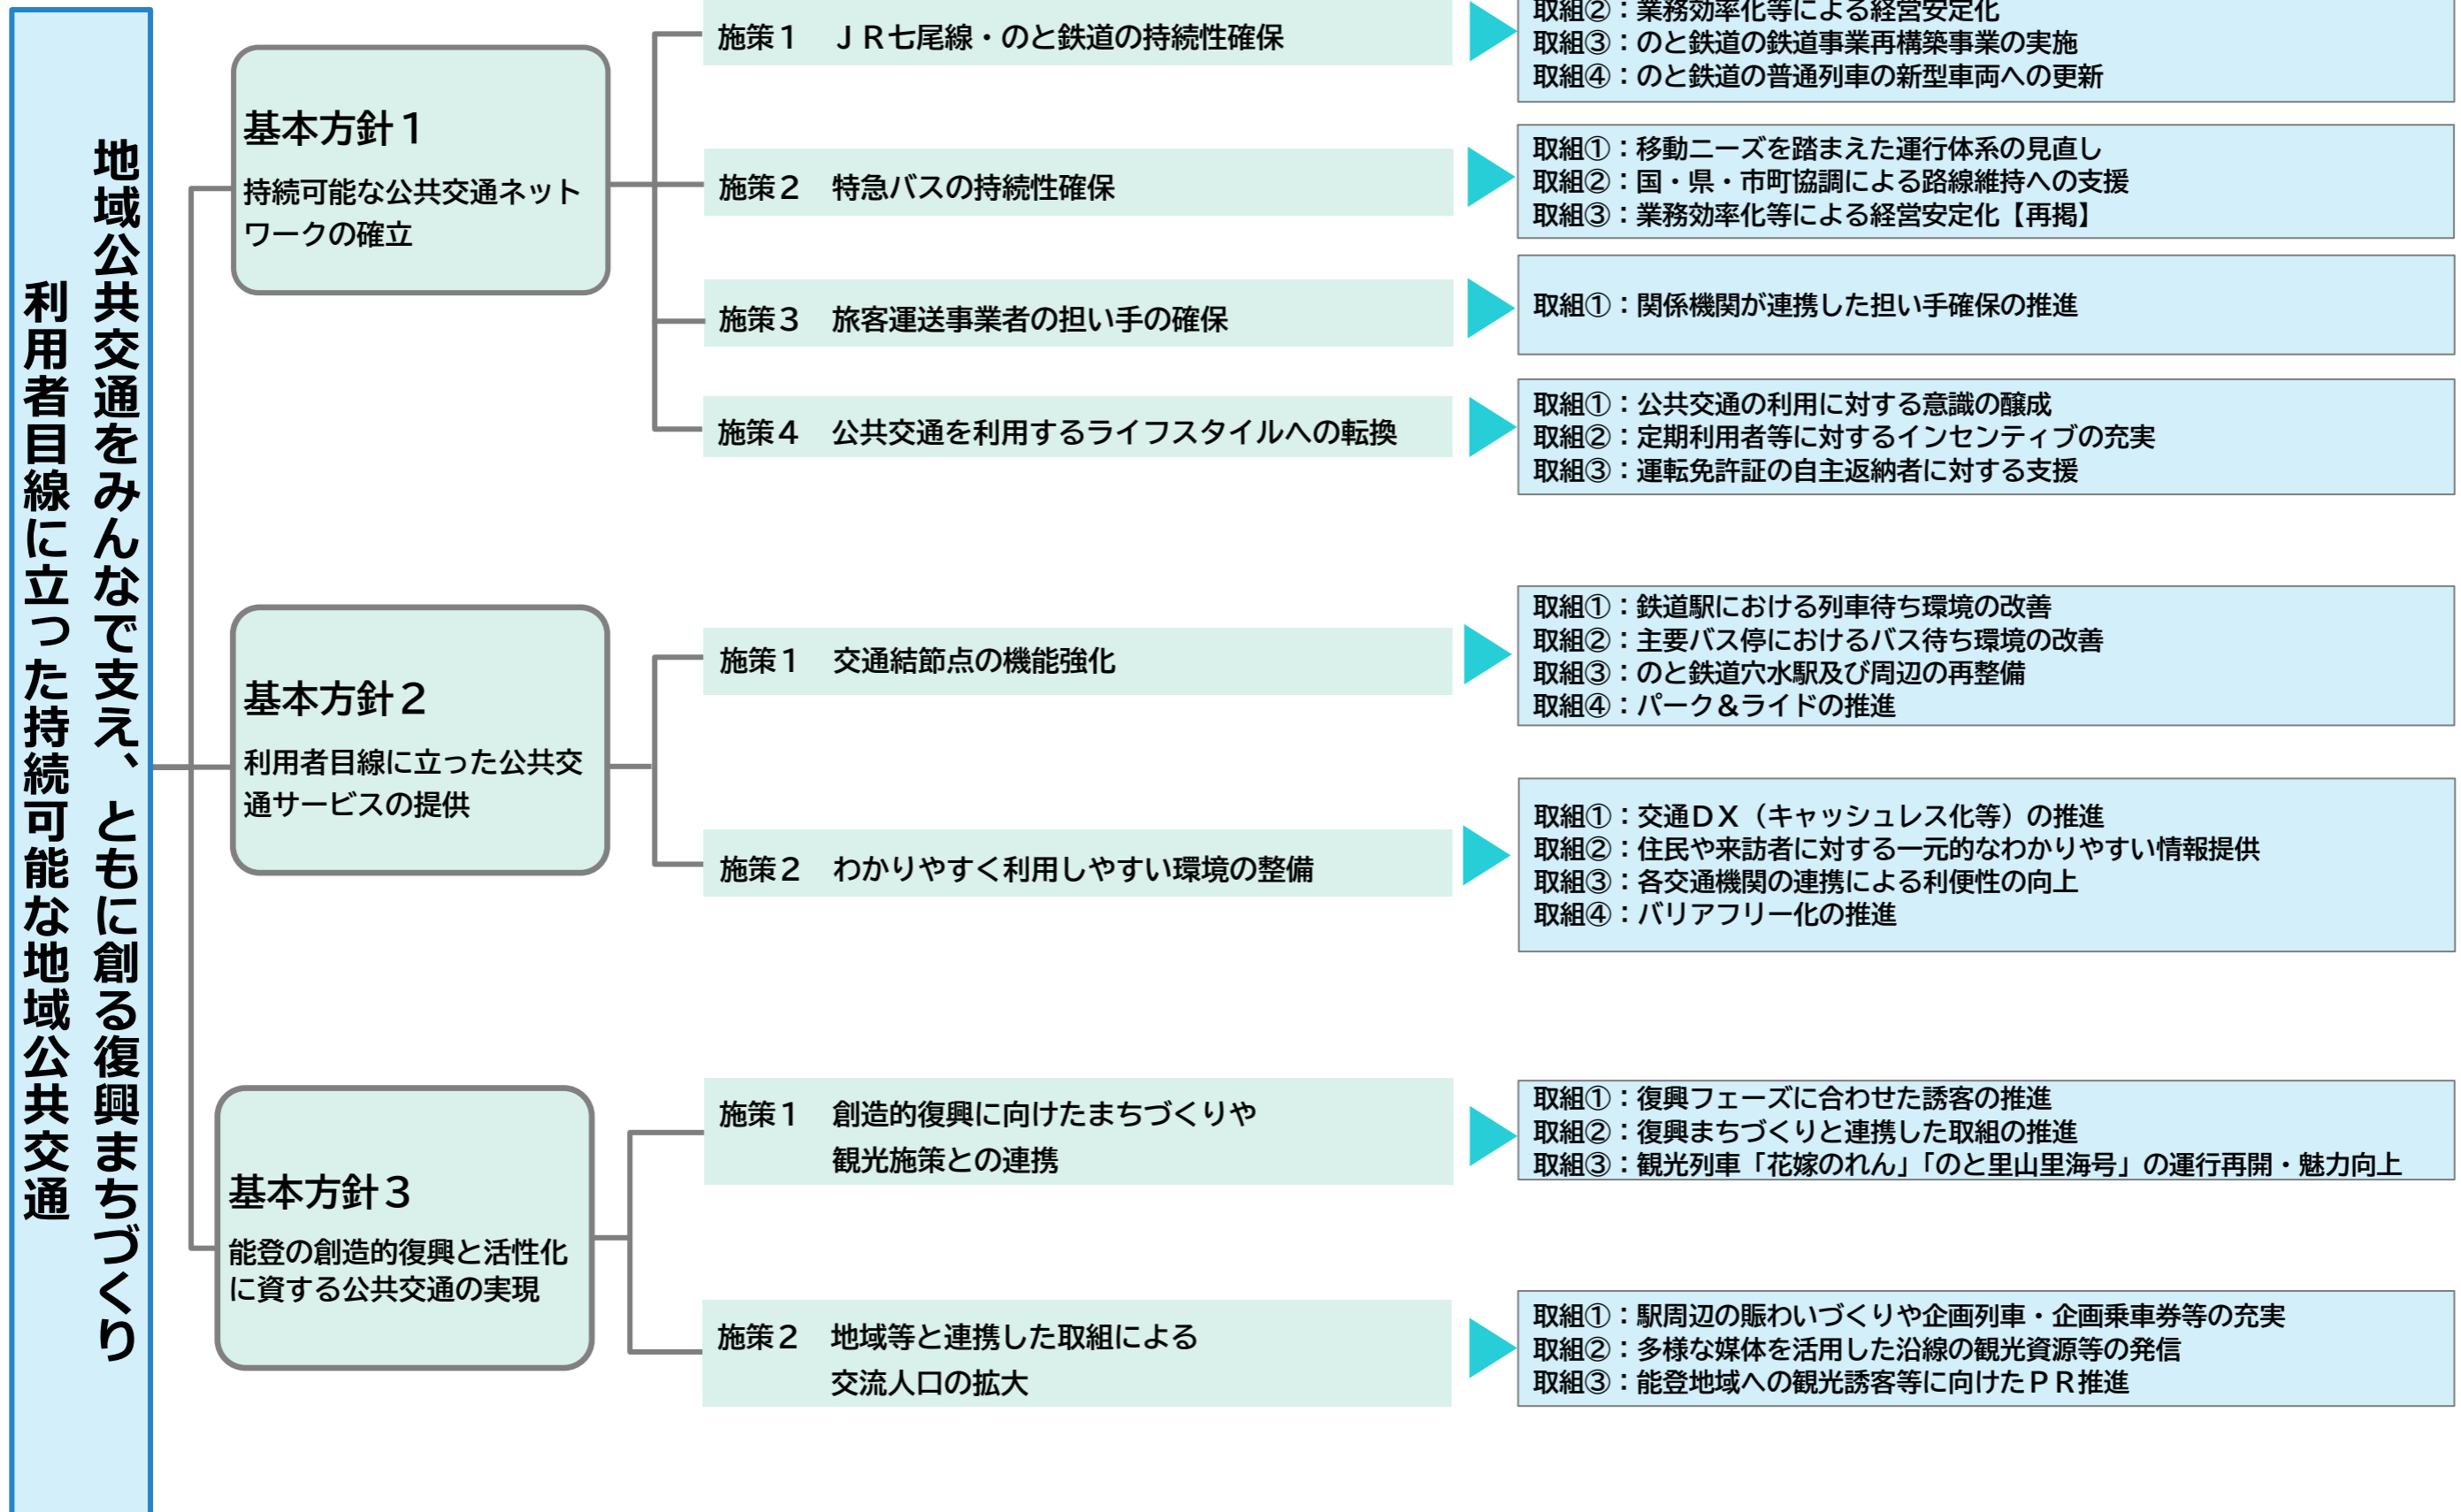 地域公共交通をみんなで支え、ともに創る復興まちづくり
利用者目線に立った持続可能な地域公共交通
基本方針１
持続可能な公共交通ネット
ワークの確立
施策１　ＪＲ七尾線・のと鉄道の持続性確保
取組②：業務効率化等による経営安定化
取組③：のと鉄道の鉄道事業再構築事業の実施
取組④：のと鉄道の普通列車の新型車両への更新
施策２　特急バスの持続性確保
取組①：移動ニーズを踏まえた運行体系の見直し
取組②：国・県・市町協調による路線維持への支援
取組③：業務効率化等による経営安定化【再掲】
施策３　旅客運送事業者の担い手の確保
取組①：関係機関が連携した担い手確保の推進
施策４　公共交通を利用するライフスタイルへの転換
取組①：公共交通の利用に対する意識の醸成
取組②：定期利用者等に対するインセンティブの充実
取組③：運転免許証の自主返納者に対する支援
基本方針２
利用者目線に立った公共交
通サービスの提供
施策１　交通結節点の機能強化
取組①：鉄道駅における列車待ち環境の改善
取組②：主要バス停におけるバス待ち環境の改善
取組③：のと鉄道穴水駅及び周辺の再整備
取組④：パーク＆ライドの推進
施策２　わかりやすく利用しやすい環境の整備
取組①：交通ＤＸ（キャッシュレス化等）の推進
取組②：住民や来訪者に対する一元的なわかりやすい情報提供
取組③：各交通機関の連携による利便性の向上
取組④：バリアフリー化の推進
基本方針３
能登の創造的復興と活性化
に資する公共交通の実現
施策１　創造的復興に向けたまちづくりや
観光施策との連携
取組①：復興フェーズに合わせた誘客の推進
取組②：復興まちづくりと連携した取組の推進
取組③：観光列車「花嫁のれん」「のと里山里海号」の運行再開・魅力向上
施策２　地域等と連携した取組による
交流人口の拡大
取組①：駅周辺の賑わいづくりや企画列車・企画乗車券等の充実
取組②：多様な媒体を活用した沿線の観光資源等の発信
取組③：能登地域への観光誘客等に向けたＰＲ推進